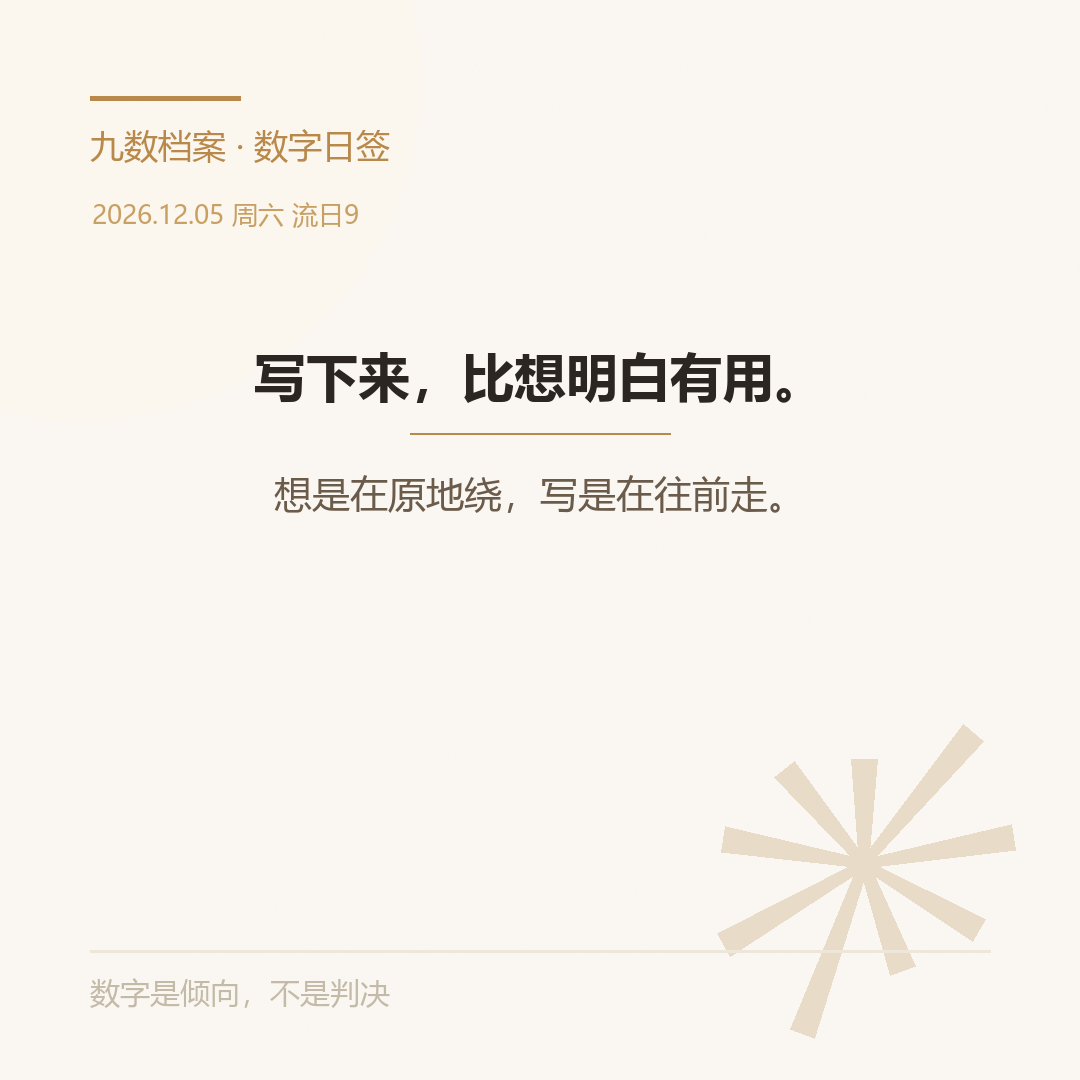 九数档案 · 数字日签
2026.12.05 周六 流日9
写下来，比想明白有用。
想是在原地绕，写是在往前走。
数字是倾向，不是判决